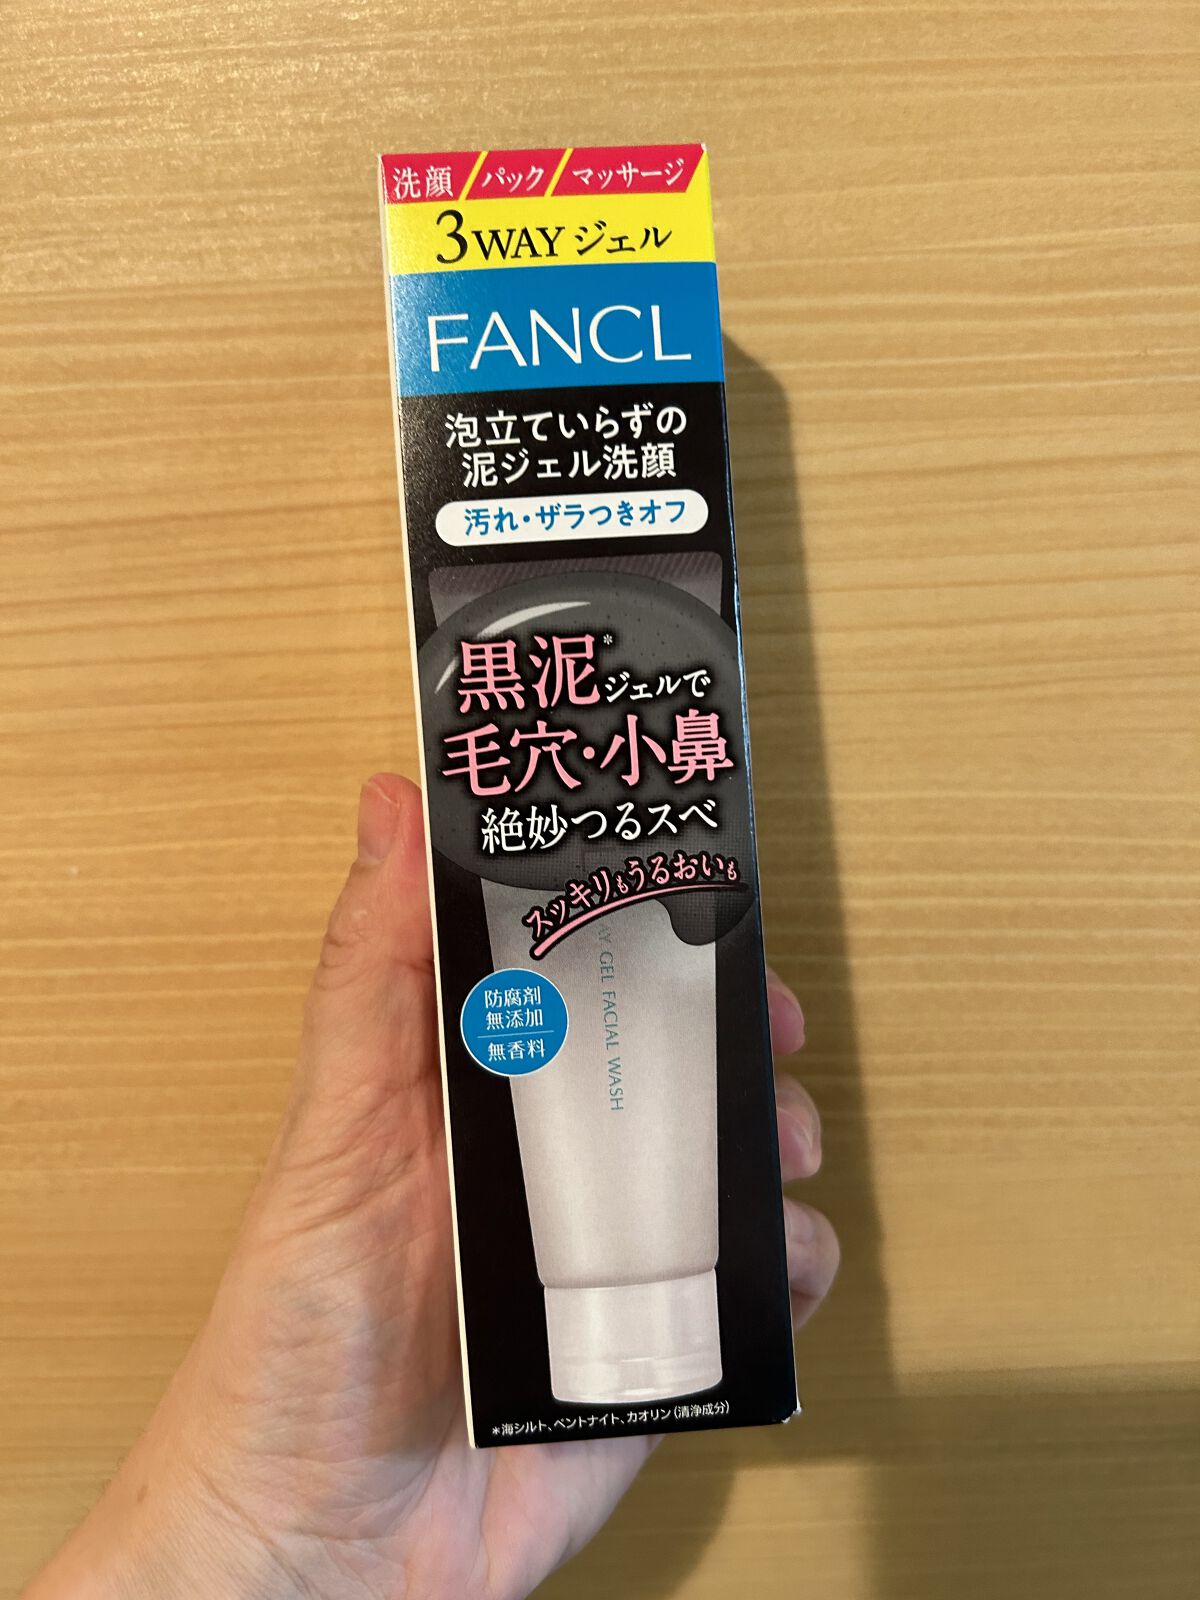 洗顔/パック/マッサージ
3WAYジェル
FANCL
泡立ていらずの
泥ジェル洗顔
汚れ・ザラつきオフ
黒泥*ジェルで
毛穴・小鼻
絶妙つるスベ
スッキリもうるおいも
防腐剤
無添加
無香料
GEL FACIAL WASH
*海シルト、ベントナイト、カオリン(清浄成分)